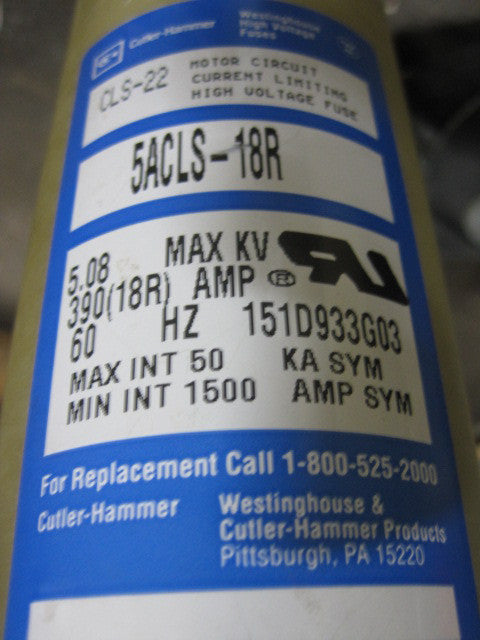 Cutler-Hammer
Westinghouse
High Voltage
Fuses
CLS-22
MOTOR CIRCUIT
CURRENT LIMITING
HIGH VOLTAGE FUSE
5ACLS-18R
5.08 MAX KV
390(18R) AMP ®
60 HZ 151D933G03
MAX INT 50 KA SYM
MIN INT 1500 AMP SYM
For Replacement Call 1-800-525-2000
Cutler-Hammer
Westinghouse &
Cutler-Hammer Products
Pittsburgh, PA 15220